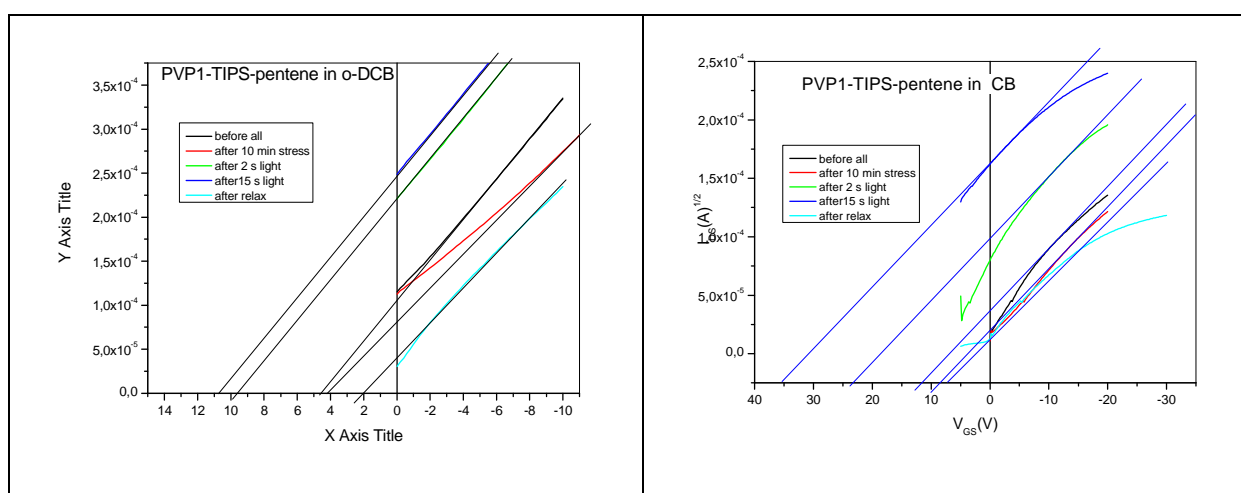 PVP1-TIPS-pentene in o-DCB
3,5x10-4
3,0x10-4
2,5x10-4
2,0x10-4
1,5x10-4
1,0x10-4
5,0x10-5
0,0
before all
after 10 min stress
after 2 s light
after15 s light
after relax
14 12 10 8 6 4 2 0 -2 -4 -6 -8 -10
Y Axis Title
X Axis Title
PVP1-TIPS-pentene in CB
2,5x10-4
2,0x10-4
1,5x10-4
1,0x10-4
5,0x10-5
0,0
before all
after 10 min stress
after 2 s light
after15 s light
after relax
40 30 20 10 0 -10 -20 -30
(A)1/2
VGS(V)